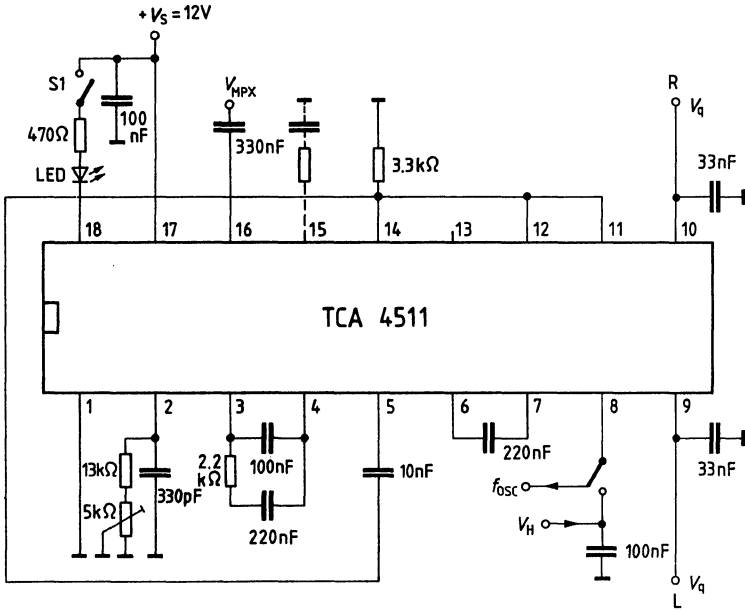 + V_S = 12V
S1
100 nF
470Ω
LED
V_MPX
330nF
3.3kΩ
R
V_q
33nF
18 17 16 15 14 13 12 11 10
TCA 4511
1 2 3 4 5 6 7 8 9
13kΩ
5kΩ
330pF
2.2 kΩ
100nF
220nF
10nF
220nF
f_OSC
V_H
100nF
33nF
V_q
L